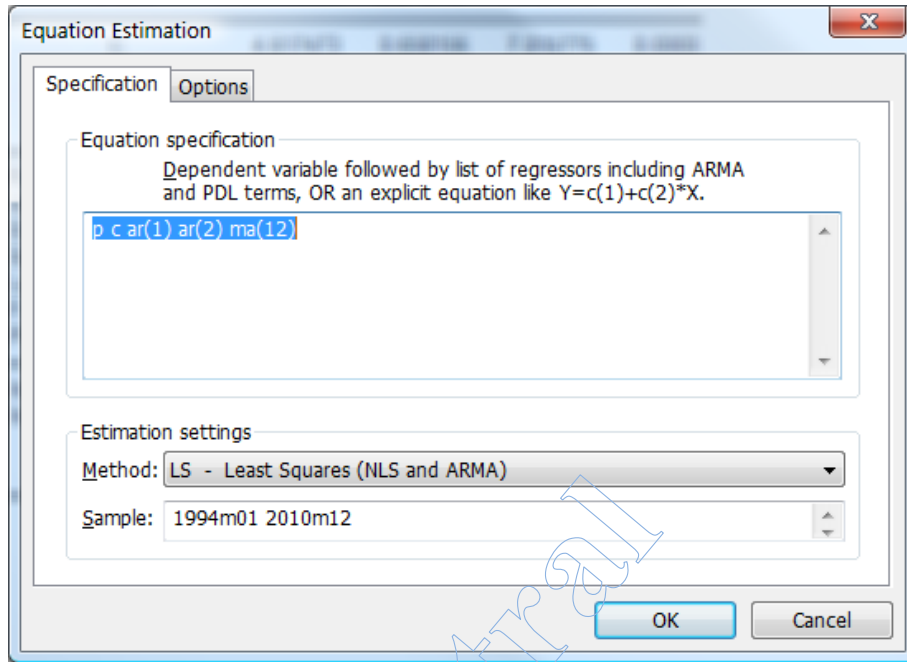 Equation Estimation
Specification
Options
Equation specification
Dependent variable followed by list of regressors including ARMA
and PDL terms, OR an explicit equation like Y=c(1)+c(2)*X.
p c ar(1) ar(2) ma(12)
Estimation settings
Method: LS - Least Squares (NLS and ARMA)
Sample: 1994m01 2010m12
OK
Cancel